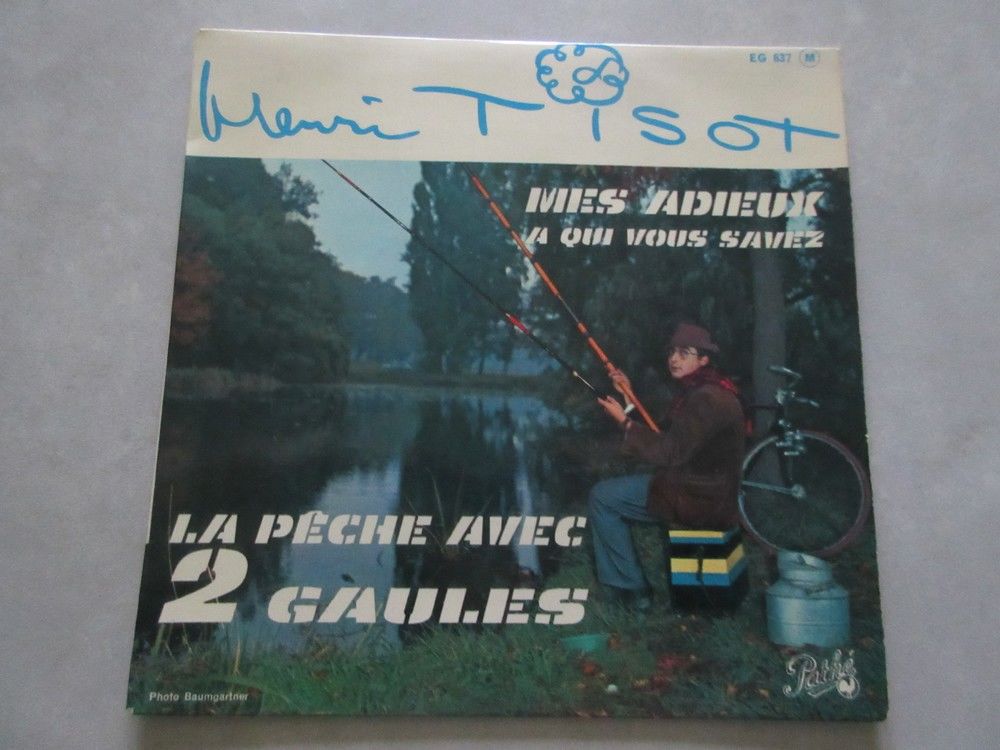 EG 637 M
Henri Tisot
MES ADIEUX
A QUI VOUS SAVEZ
LA PÊCHE AVEC
2 GAULES
Pathé
Photo Baumgartner